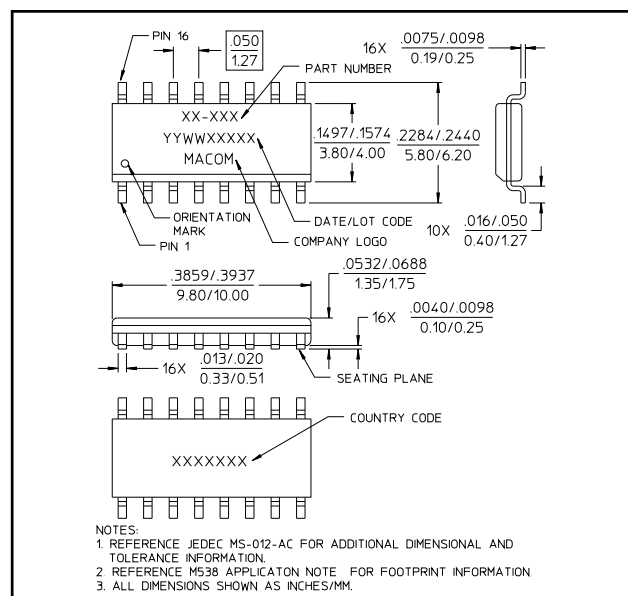 PIN 16
.050
1.27
PART NUMBER
16X .0075/.0098
0.19/0.25
XX-XXX
YYWWXXXXX
MACOM
.1497/.1574
3.80/4.00
.2284/.2440
5.80/6.20
ORIENTATION
MARK
PIN 1
DATE/LOT CODE
COMPANY LOGO
10X .016/.050
0.40/1.27
.3859/.3937
9.80/10.00
.0532/.0688
1.35/1.75
16X .0040/.0098
0.10/0.25
16X .013/.020
0.33/0.51
SEATING PLANE
COUNTRY CODE
XXXXXXX
NOTES:
1. REFERENCE JEDEC MS-012-AC FOR ADDITIONAL DIMENSIONAL AND
TOLERANCE INFORMATION.
2. REFERENCE M538 APPLICATON NOTE FOR FOOTPRINT INFORMATION.
3. ALL DIMENSIONS SHOWN AS INCHES/MM.